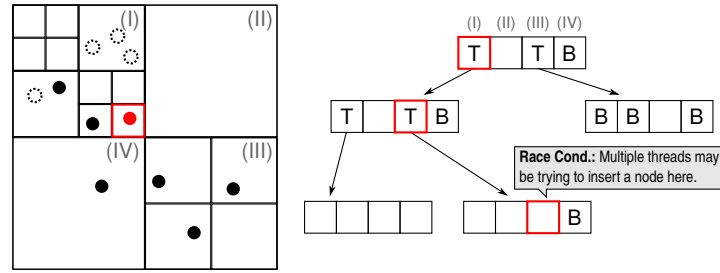 (I)
(II)
(IV)
(III)
(I) (II) (III) (IV)
T T B
T T B
B B B
Race Cond.: Multiple threads may
be trying to insert a node here.
B